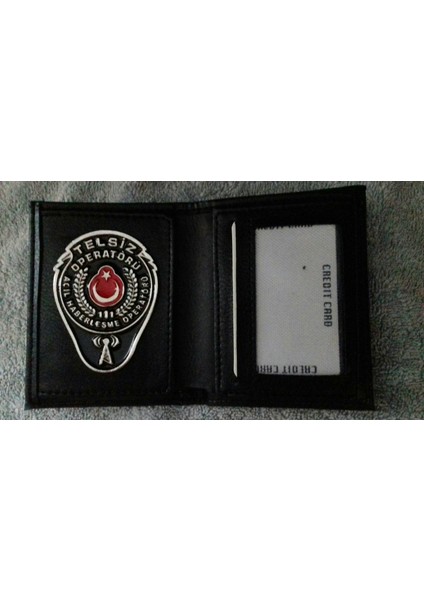 TELSİZ
OPERATÖRÜ
ACİL HABERLEŞME OPERATÖRÜ
CREDIT CARD
CREDIT CARD